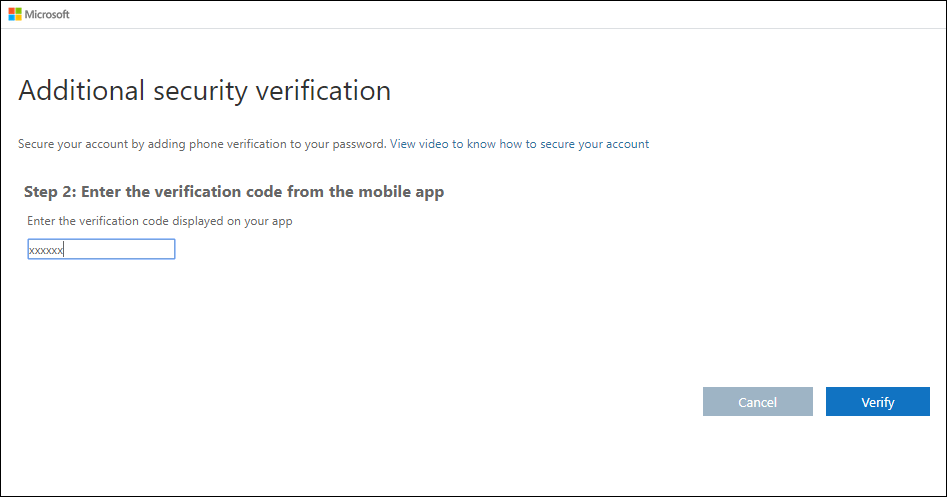 Microsoft
Additional security verification
Secure your account by adding phone verification to your password. View video to know how to secure your account
Step 2: Enter the verification code from the mobile app
Enter the verification code displayed on your app
xxxxxx
Cancel
Verify